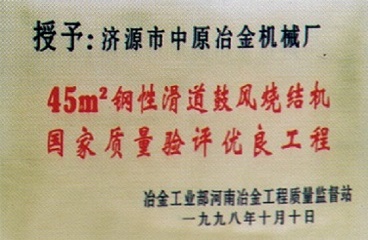 授予：济源市中原冶金机械厂
45m²钢性滑道鼓风烧结机
国家质量验评优良工程
冶金工业部河南冶金工程质量监督站
一九九八年十月十日